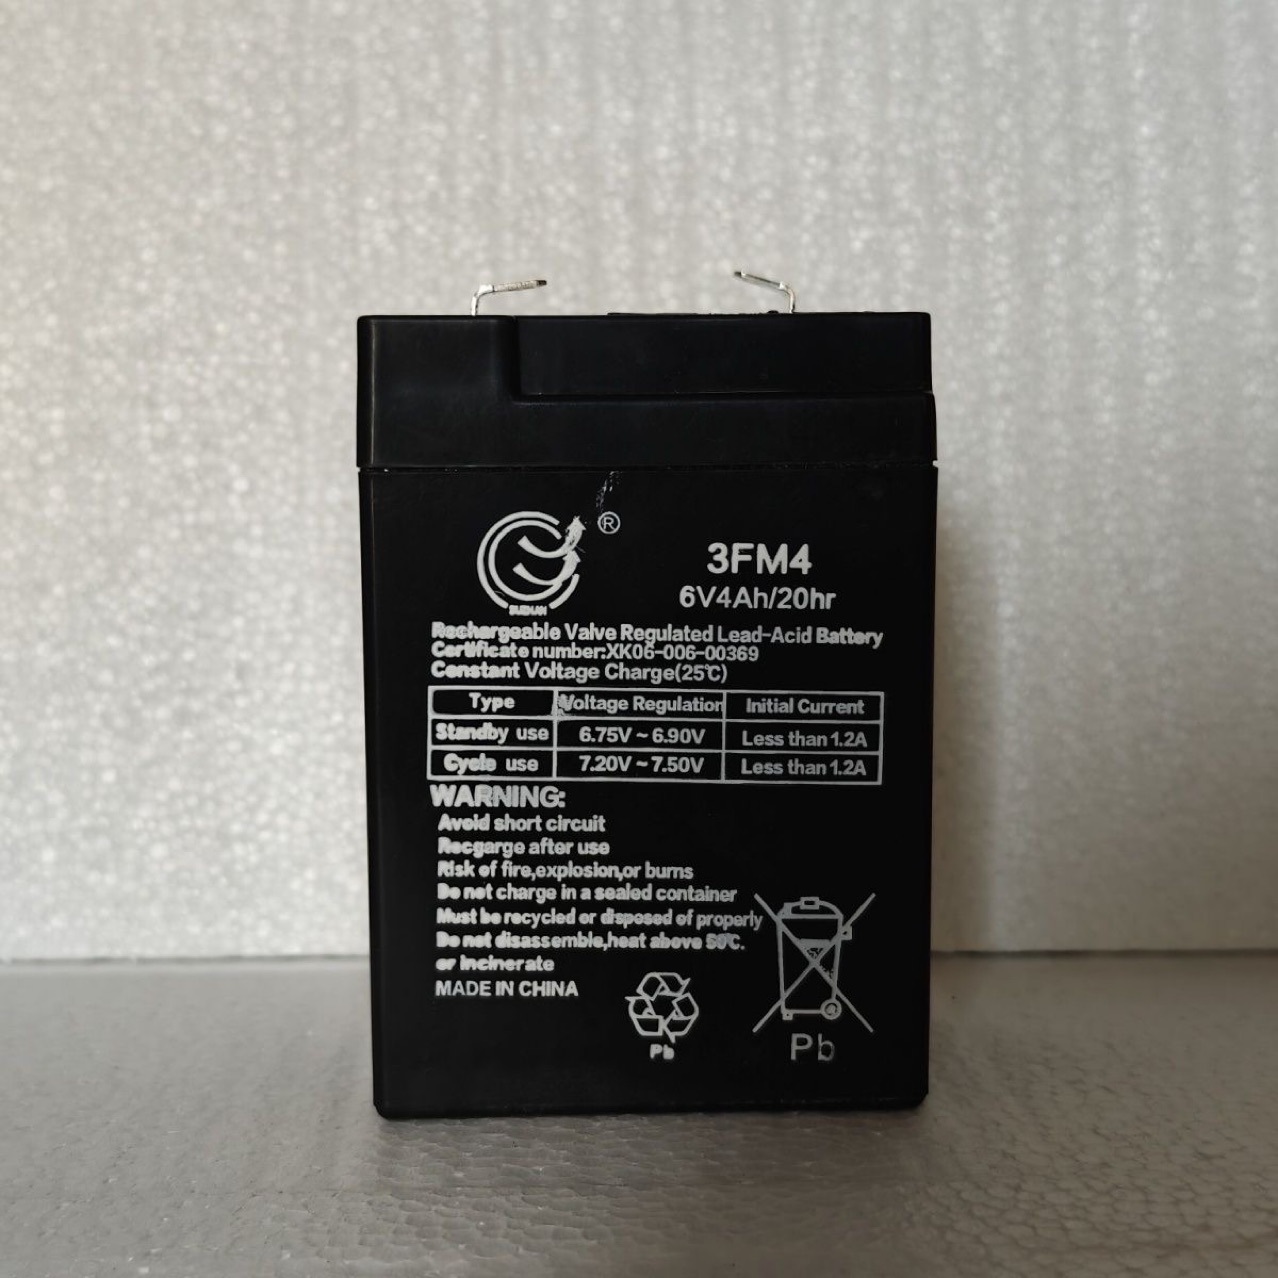 ®
3FM4
6V4Ah/20hr
Rechargeable Valve Regulated Lead-Acid Battery
Certificate number:XK06-006-00369
Constant Voltage Charge(25℃)
Type Voltage Regulation Initial Current
Standby use 6.75V ~ 6.90V Less than 1.2A
Cycle use 7.20V ~ 7.50V Less than 1.2A
WARNING:
Avoid short circuit
Recgarge after use
Risk of fire,explosion,or burns
Do not charge in a sealed container
Must be recycled or disposed of properly
Do not disassemble,heat above 50℃.
or incinerate
MADE IN CHINA
Pb
Pb